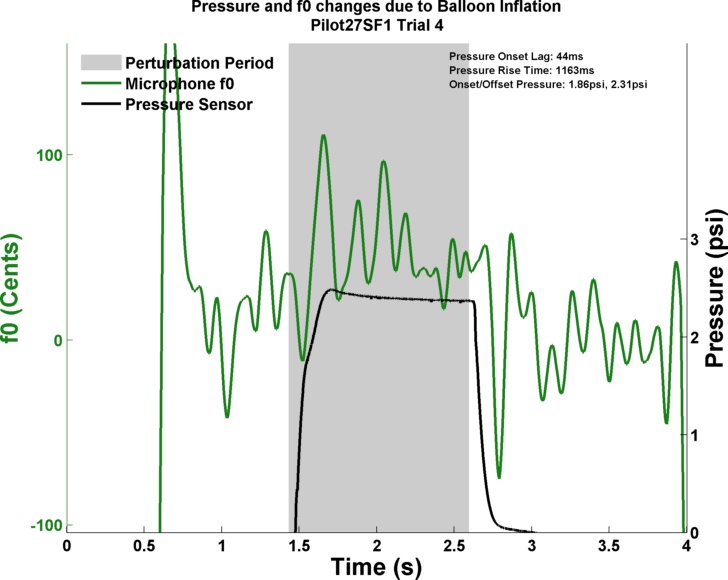 Pressure and f0 changes due to Balloon Inflation
Pilot27SF1 Trial 4
Perturbation Period
Microphone f0
Pressure Sensor
Pressure Onset Lag: 44ms
Pressure Rise Time: 1163ms
Onset/Offset Pressure: 1.86psi, 2.31psi
f0 (Cents)
100
0
-100
Pressure (psi)
3
2
1
0
0 0.5 1 1.5 2 2.5 3 3.5 4
Time (s)